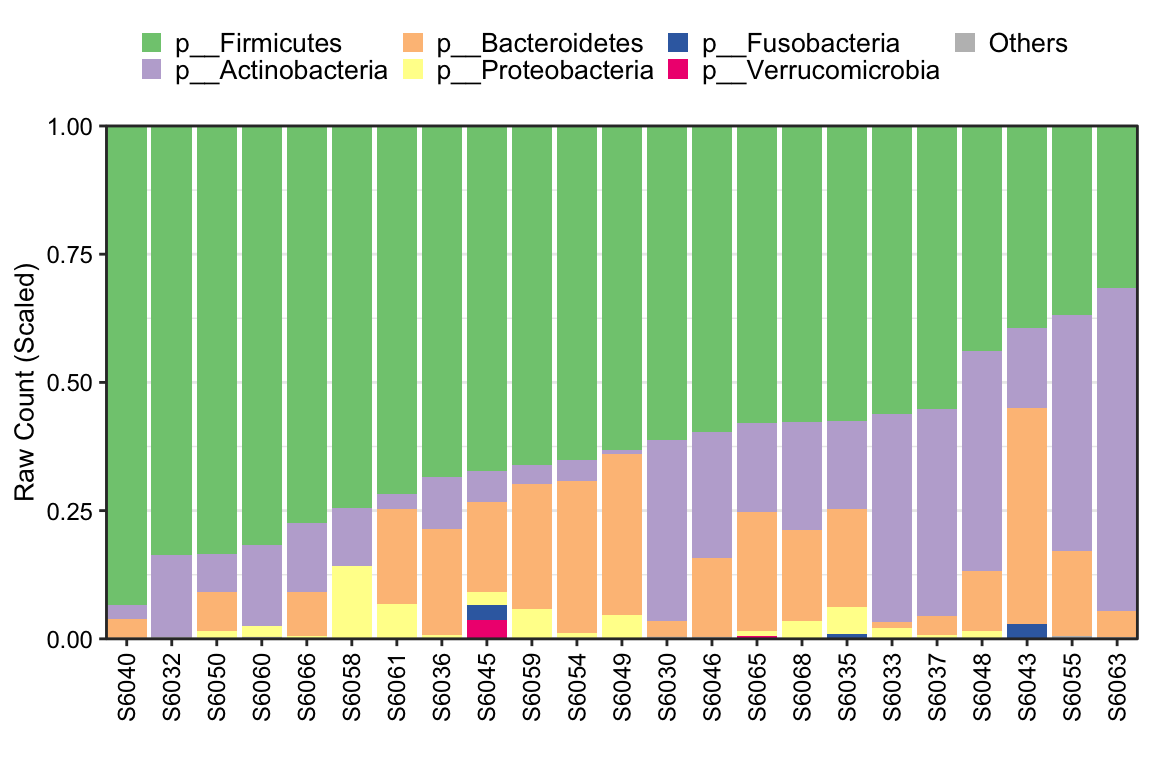 p__Firmicutes p__Bacteroidetes p__Fusobacteria Others
p__Actinobacteria p__Proteobacteria p__Verrucomicrobia
1.00
0.75
0.50
0.25
0.00
Raw Count (Scaled)
S6040 S6032 S6050 S6060 S6066 S6058 S6061 S6036 S6045 S6059 S6054 S6049 S6030 S6046 S6065 S6068 S6035 S6033 S6037 S6048 S6043 S6055 S6063